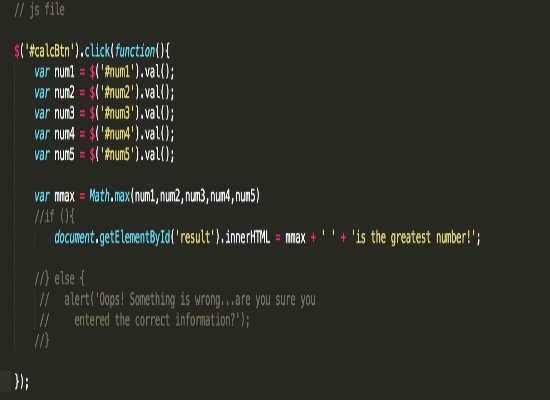 // js file
$('#calcBtn').click(function(){
var num1 = $('#num1').val();
var num2 = $('#num2').val();
var num3 = $('#num3').val();
var num4 = $('#num4').val();
var num5 = $('#num5').val();
var mmax = Math.max(num1,num2,num3,num4,num5)
//if (){
document.getElementById('result').innerHTML = mmax + ' ' + 'is the greatest number!';
//} else {
// alert('Oops! Something is wrong...are you sure you
// entered the correct information?');
//}
});